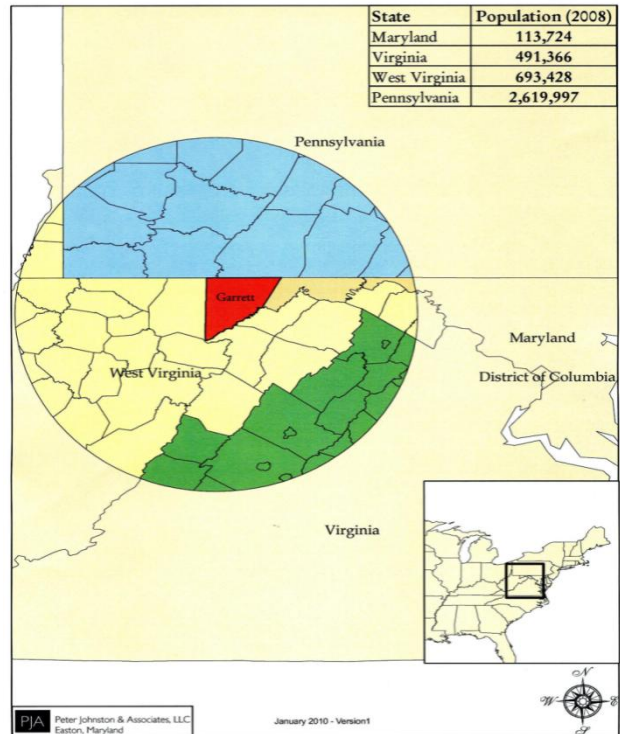 State Population (2008)
Maryland 113,724
Virginia 491,366
West Virginia 693,428
Pennsylvania 2,619,997
Pennsylvania
Garrett
Maryland
West Virginia
District of Columbia
Virginia
N
W E
S
PJA Peter Johnston & Associates, LLC
Easton, Maryland
January 2010 - Version1